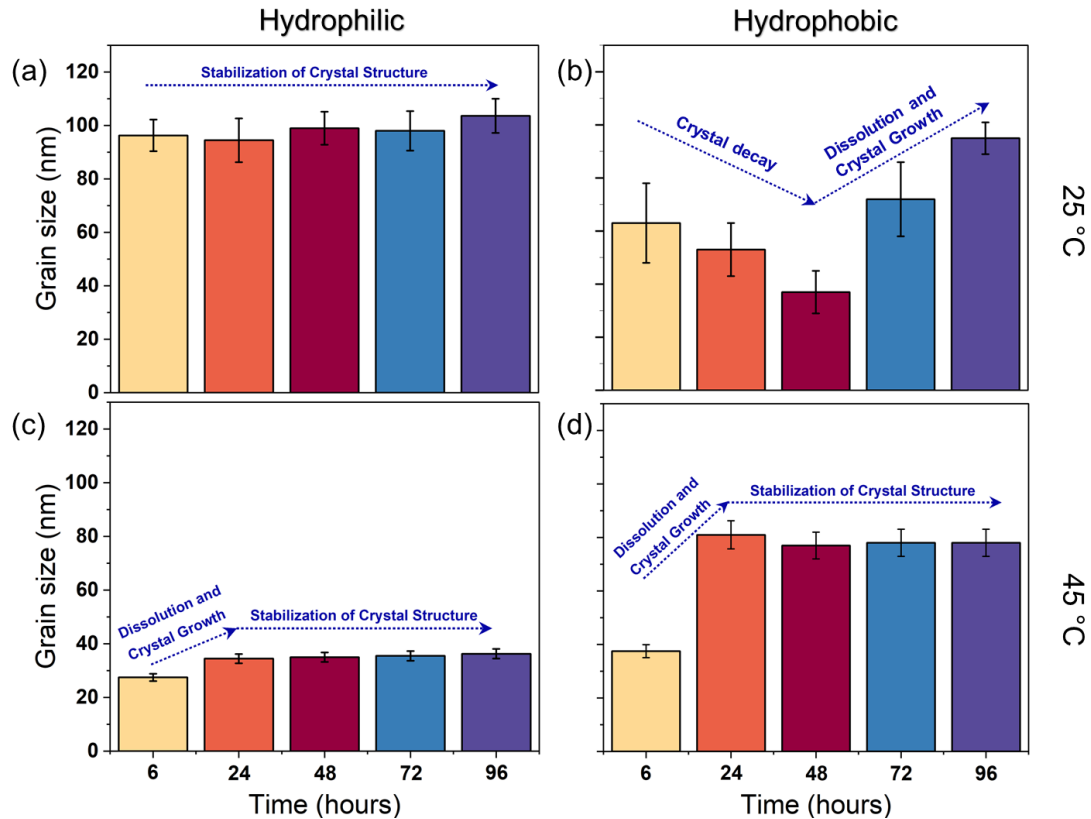 Hydrophilic
Hydrophobic
(a)
Stabilization of Crystal Structure
120
100
80
60
40
20
0
Grain size (nm)
(b)
Crystal decay
Dissolution and
Crystal Growth
25 °C
(c)
120
100
80
60
40
20
0
Grain size (nm)
Dissolution and
Crystal Growth
Stabilization of Crystal Structure
6 24 48 72 96
Time (hours)
(d)
Dissolution and
Crystal Growth
Stabilization of Crystal Structure
45 °C
6 24 48 72 96
Time (hours)